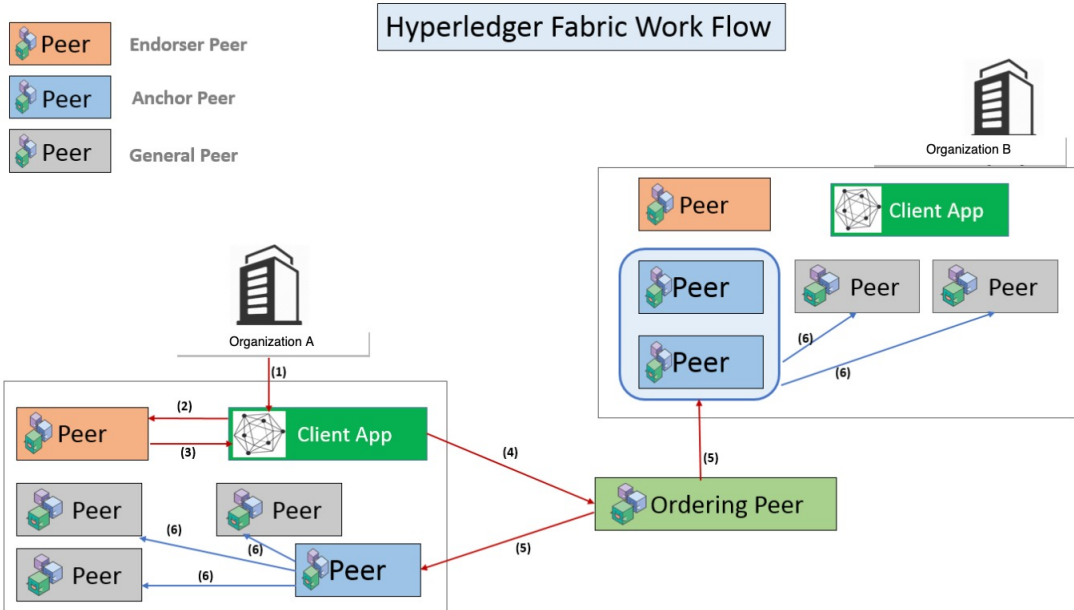 Hyperledger Fabric Work Flow
Peer
Endorser Peer
Peer
Anchor Peer
Peer
General Peer
Organization B
Peer
Client App
Peer
Peer
Peer
Peer
(6)
(6)
Organization A
(1)
Peer
(2)
(3)
Client App
(4)
(5)
Ordering Peer
(5)
Peer
Peer
(6)
(6)
Peer
(6)
Peer